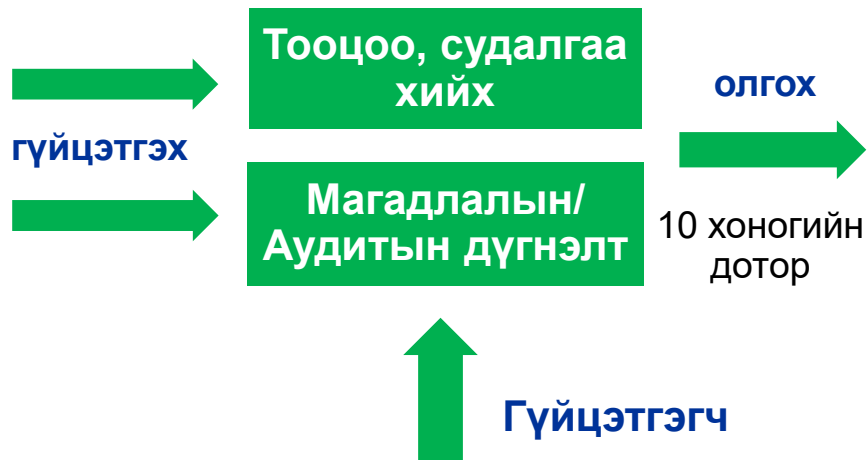 Тооцоо, судалгаа
хийх
олгох
гүйцэтгэх
Магадлалын/
Аудитын дүгнэлт
10 хоногийн
дотор
Гүйцэтгэгч